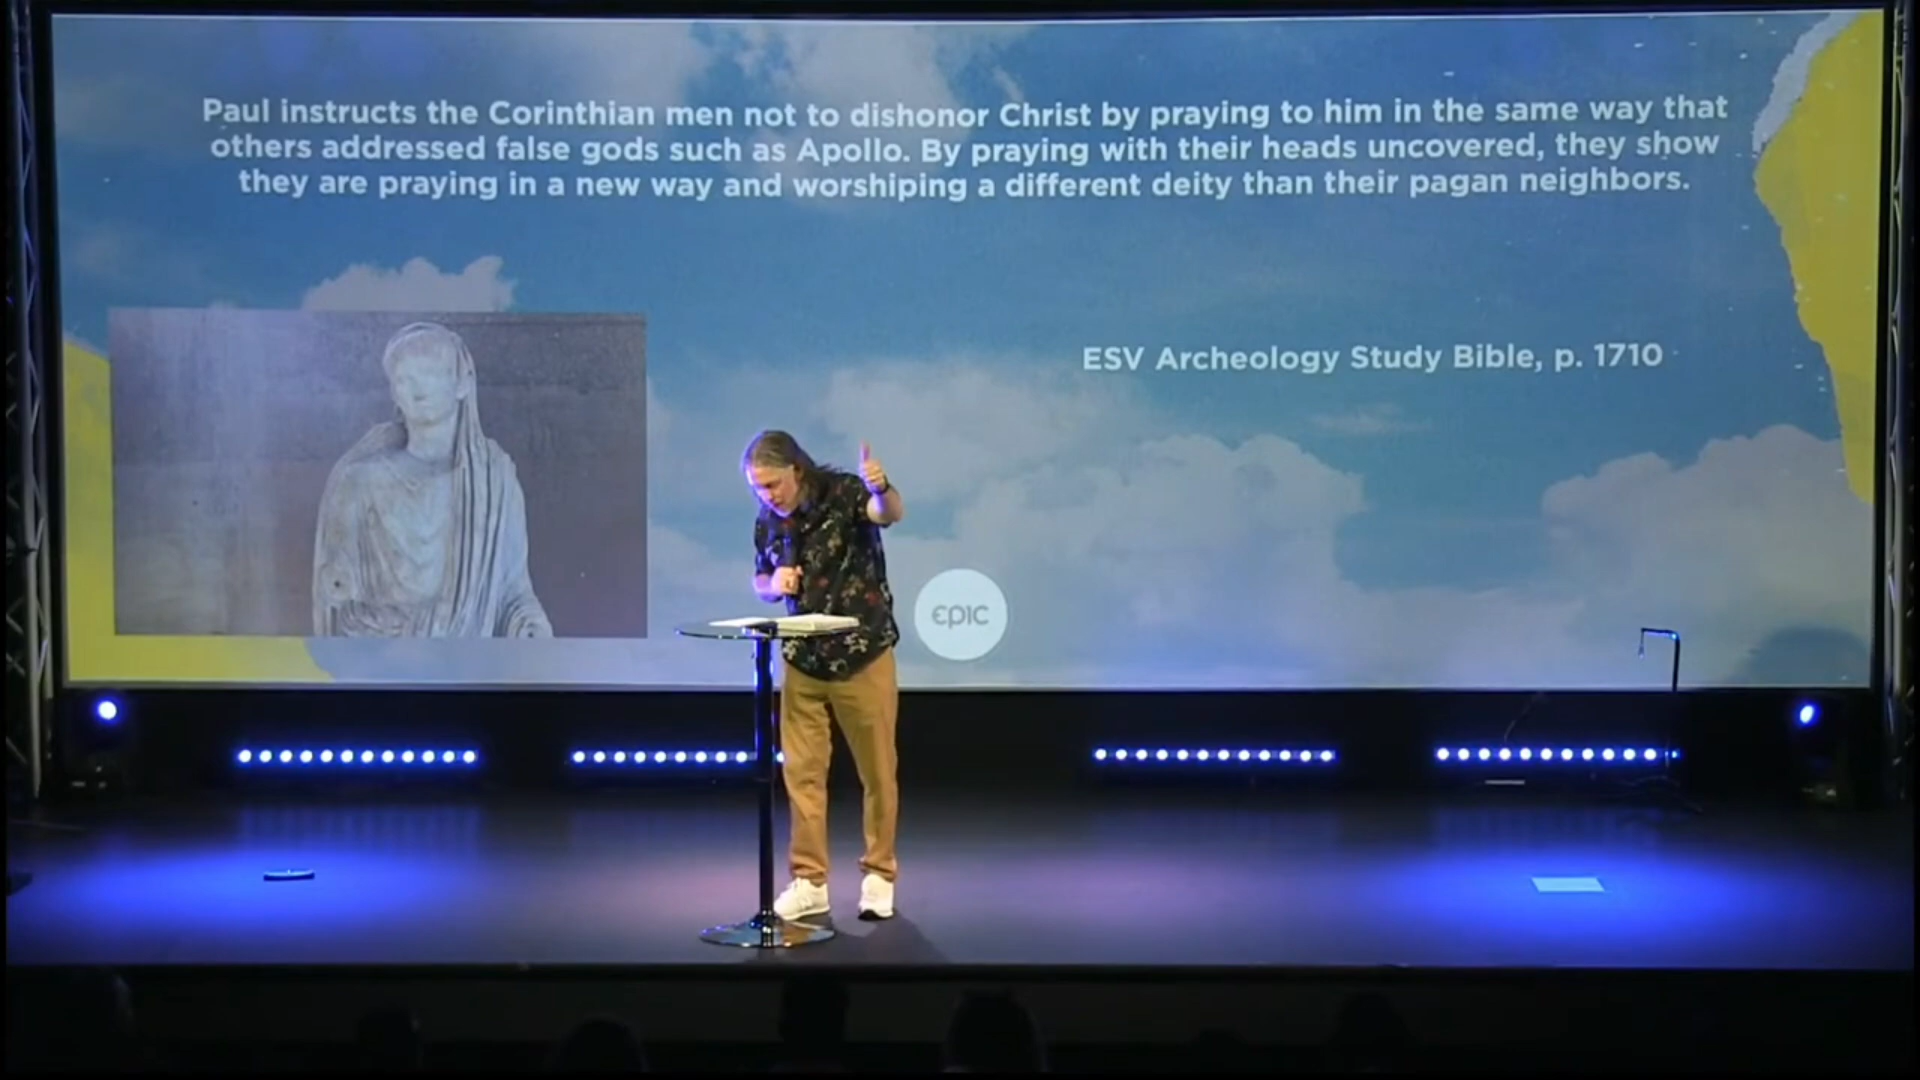 Paul instructs the Corinthian men not to dishonor Christ by praying to him in the same way that
others addressed false gods such as Apollo. By praying with their heads uncovered, they show
they are praying in a new way and worshiping a different deity than their pagan neighbors.
ESV Archeology Study Bible, p. 1710
epic